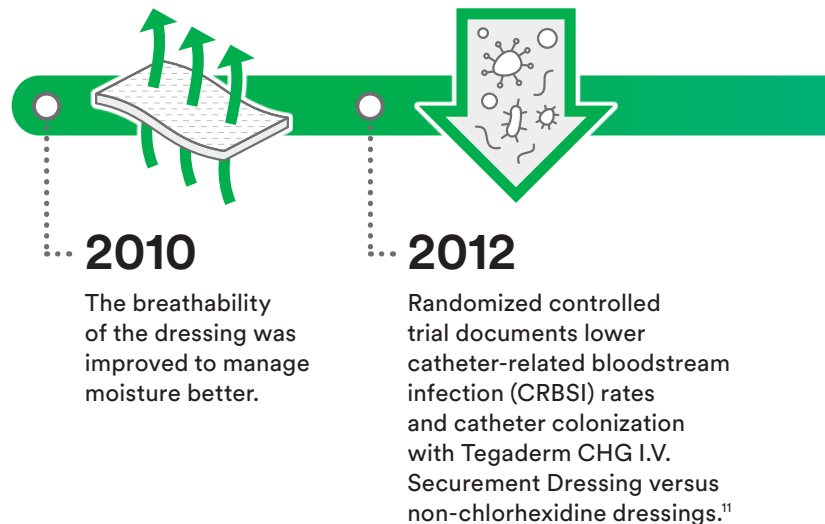 2010
The breathability
of the dressing was
improved to manage
moisture better.
2012
Randomized controlled
trial documents lower
catheter-related bloodstream
infection (CRBSI) rates
and catheter colonization
with Tegaderm CHG I.V.
Securement Dressing versus
non-chlorhexidine dressings.¹¹